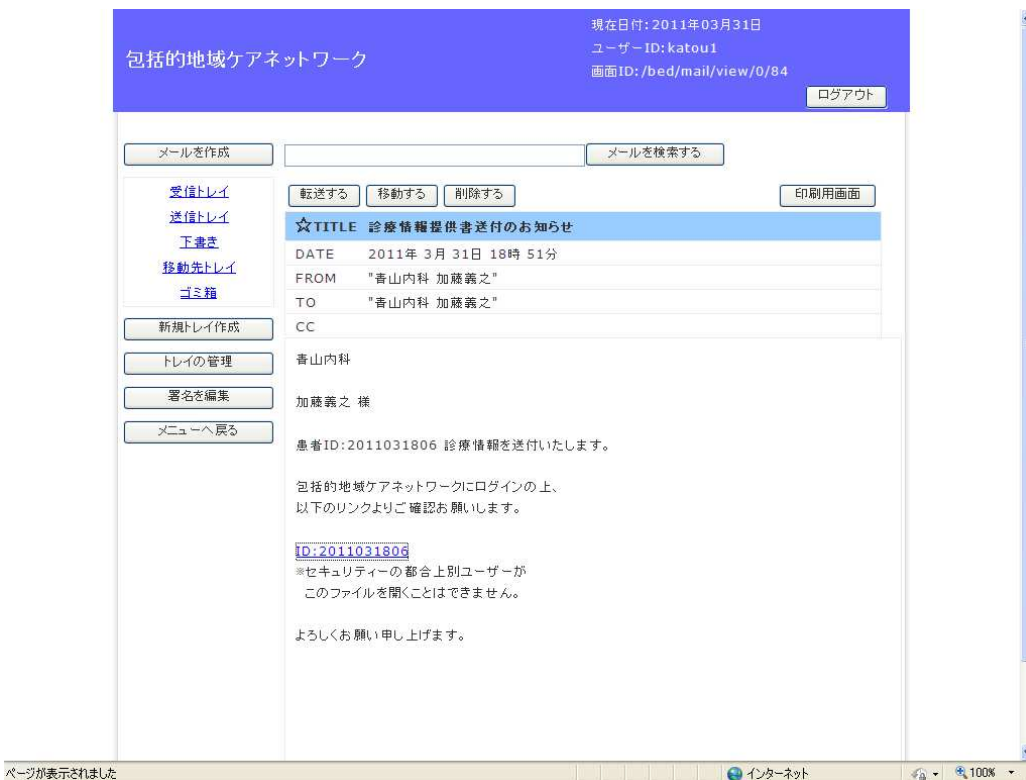 包括的地域ケアネットワーク
現在日付:2011年03月31日
ユーザーID:katou1
画面ID:/bed/mail/view/0/84
ログアウト
メールを作成
メールを検索する
受信トレイ
送信トレイ
下書き
移動先トレイ
ゴミ箱
新規トレイ作成
トレイの管理
署名を編集
メニューへ戻る
転送する 移動する 削除する 印刷用画面
☆TITLE 診療情報提供書送付のお知らせ
DATE 2011年 3月 31日 18時 51分
FROM "青山内科 加藤義之"
TO "青山内科 加藤義之"
CC
青山内科
加藤義之 様
患者ID:2011031806 診療情報を送付いたします。
包括的地域ケアネットワークにログインの上、
以下のリンクよりご確認お願いします。
ID:2011031806
※セキュリティーの都合上別ユーザーが
このファイルを開くことはできません。
よろしくお願い申し上げます。
ページが表示されました
インターネット
100%